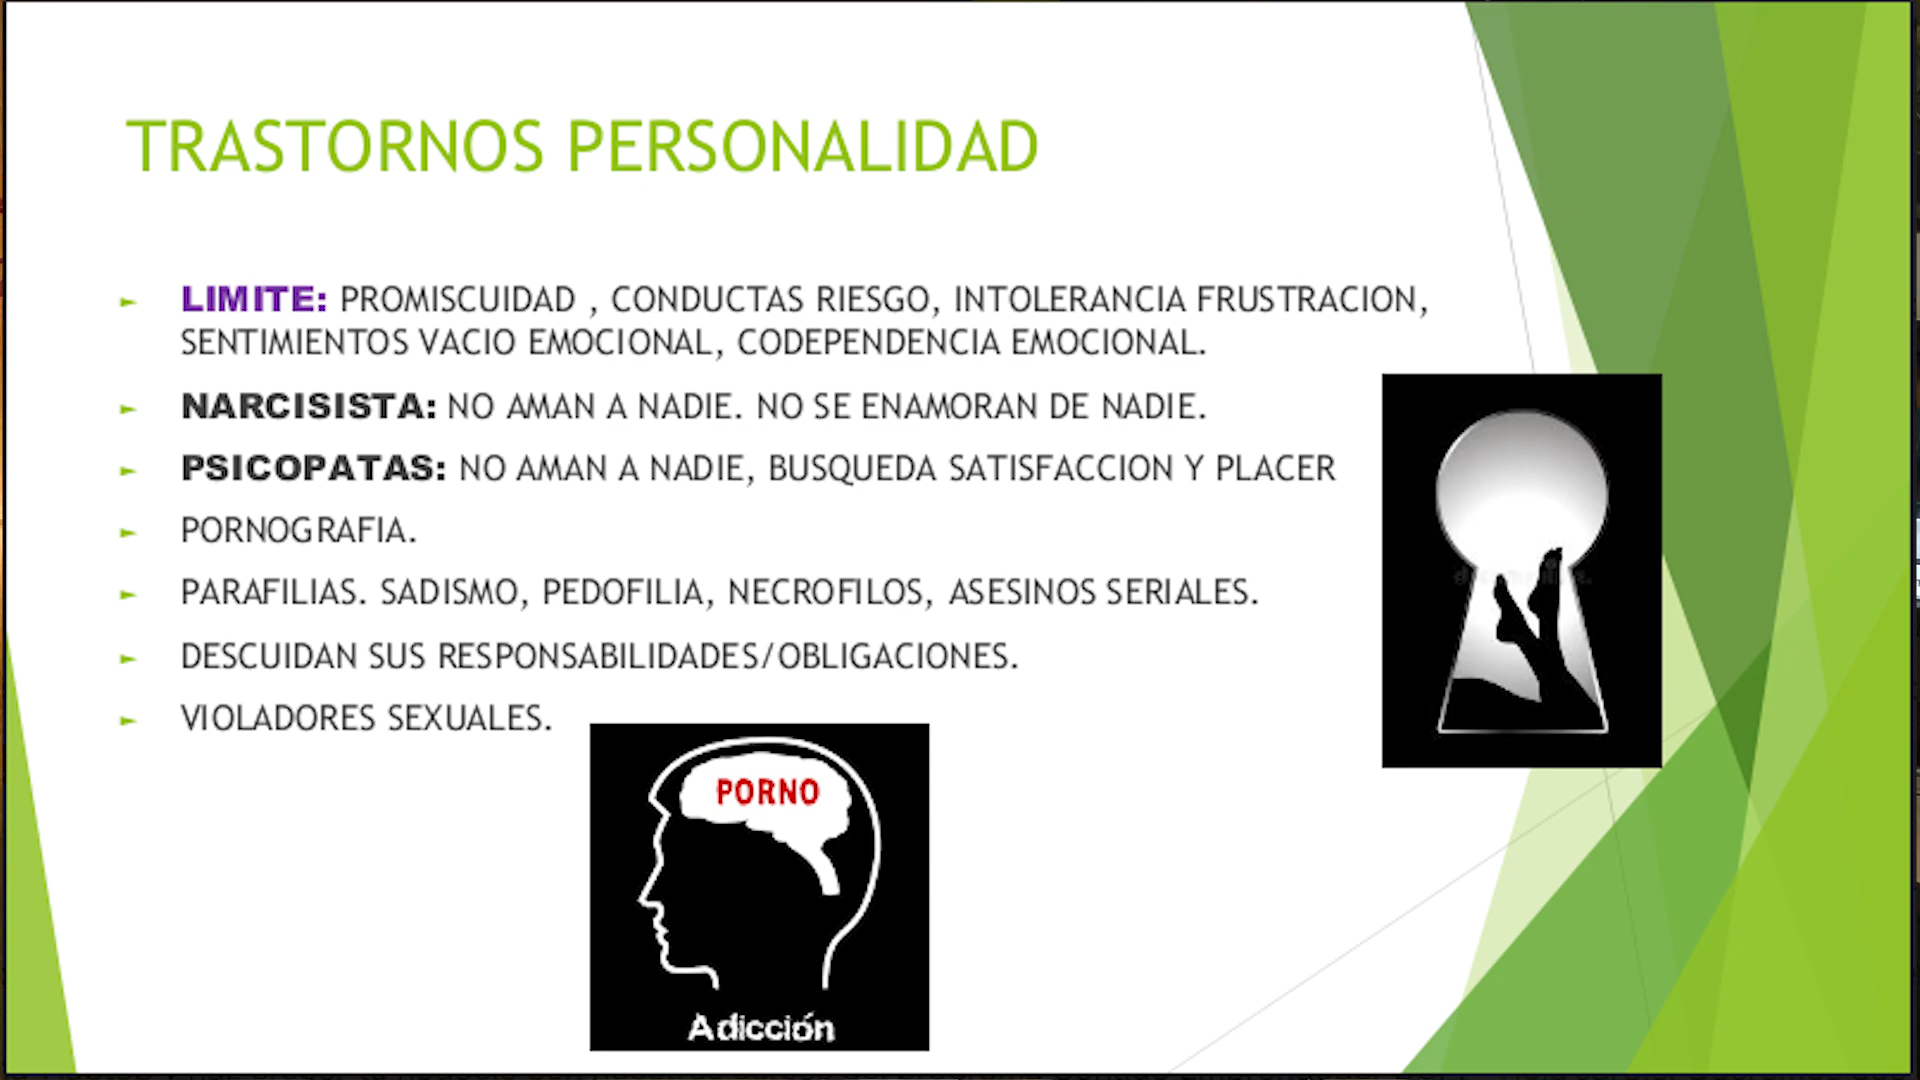 TRASTORNOS PERSONALIDAD
LIMITE: PROMISCUIDAD , CONDUCTAS RIESGO, INTOLERANCIA FRUSTRACION,
SENTIMIENTOS VACIO EMOCIONAL, CODEPENDENCIA EMOCIONAL.
NARCISISTA: NO AMAN A NADIE. NO SE ENAMORAN DE NADIE.
PSICOPATAS: NO AMAN A NADIE, BUSQUEDA SATISFACCION Y PLACER
PORNOGRAFIA.
PARAFILIAS. SADISMO, PEDOFILIA, NECROFILOS, ASESINOS SERIALES.
DESCUIDAN SUS RESPONSABILIDADES/OBLIGACIONES.
VIOLADORES SEXUALES.
PORNO
Adicción